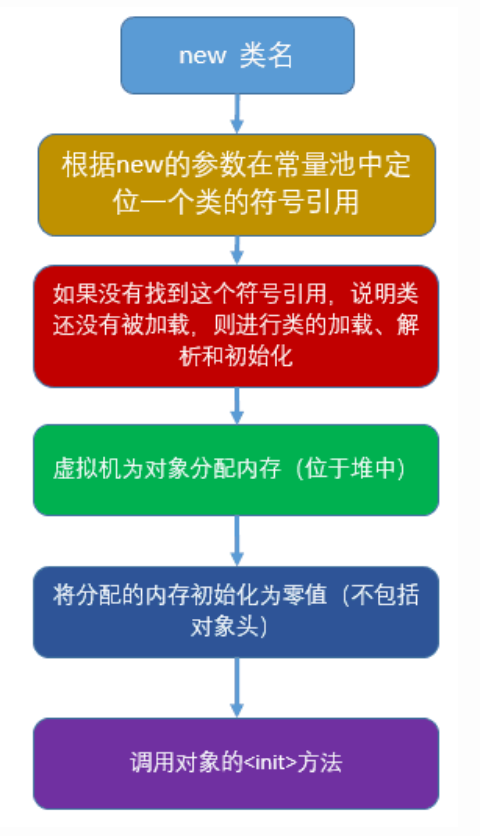 new 类名
根据new的参数在常量池中定
位一个类的符号引用
如果没有找到这个符号引用，说明类
还没有被加载，则进行类的加载、解
析和初始化
虚拟机为对象分配内存（位于堆中）
将分配的内存初始化为零值（不包括
对象头）
调用对象的<init>方法